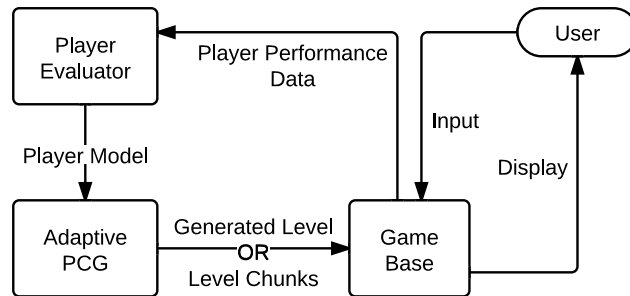 Player
Evaluator
Player Performance
Data
User
Input
Display
Player Model
Adaptive
PCG
Generated Level
OR
Level Chunks
Game
Base